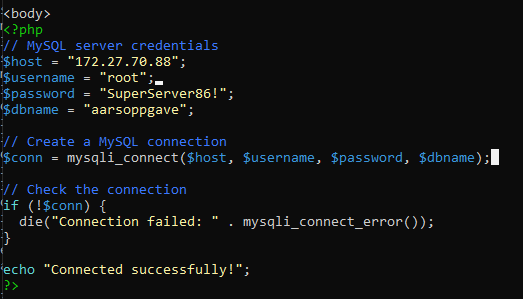 <body>
<?php
// MySQL server credentials
$host = "172.27.70.88";
$username = "root";
$password = "SuperServer86!";
$dbname = "aarsoppgave";
// Create a MySQL connection
$conn = mysqli_connect($host, $username, $password, $dbname);
// Check the connection
if (!$conn) {
  die("Connection failed: " . mysqli_connect_error());
}
echo "Connected successfully!";
?>